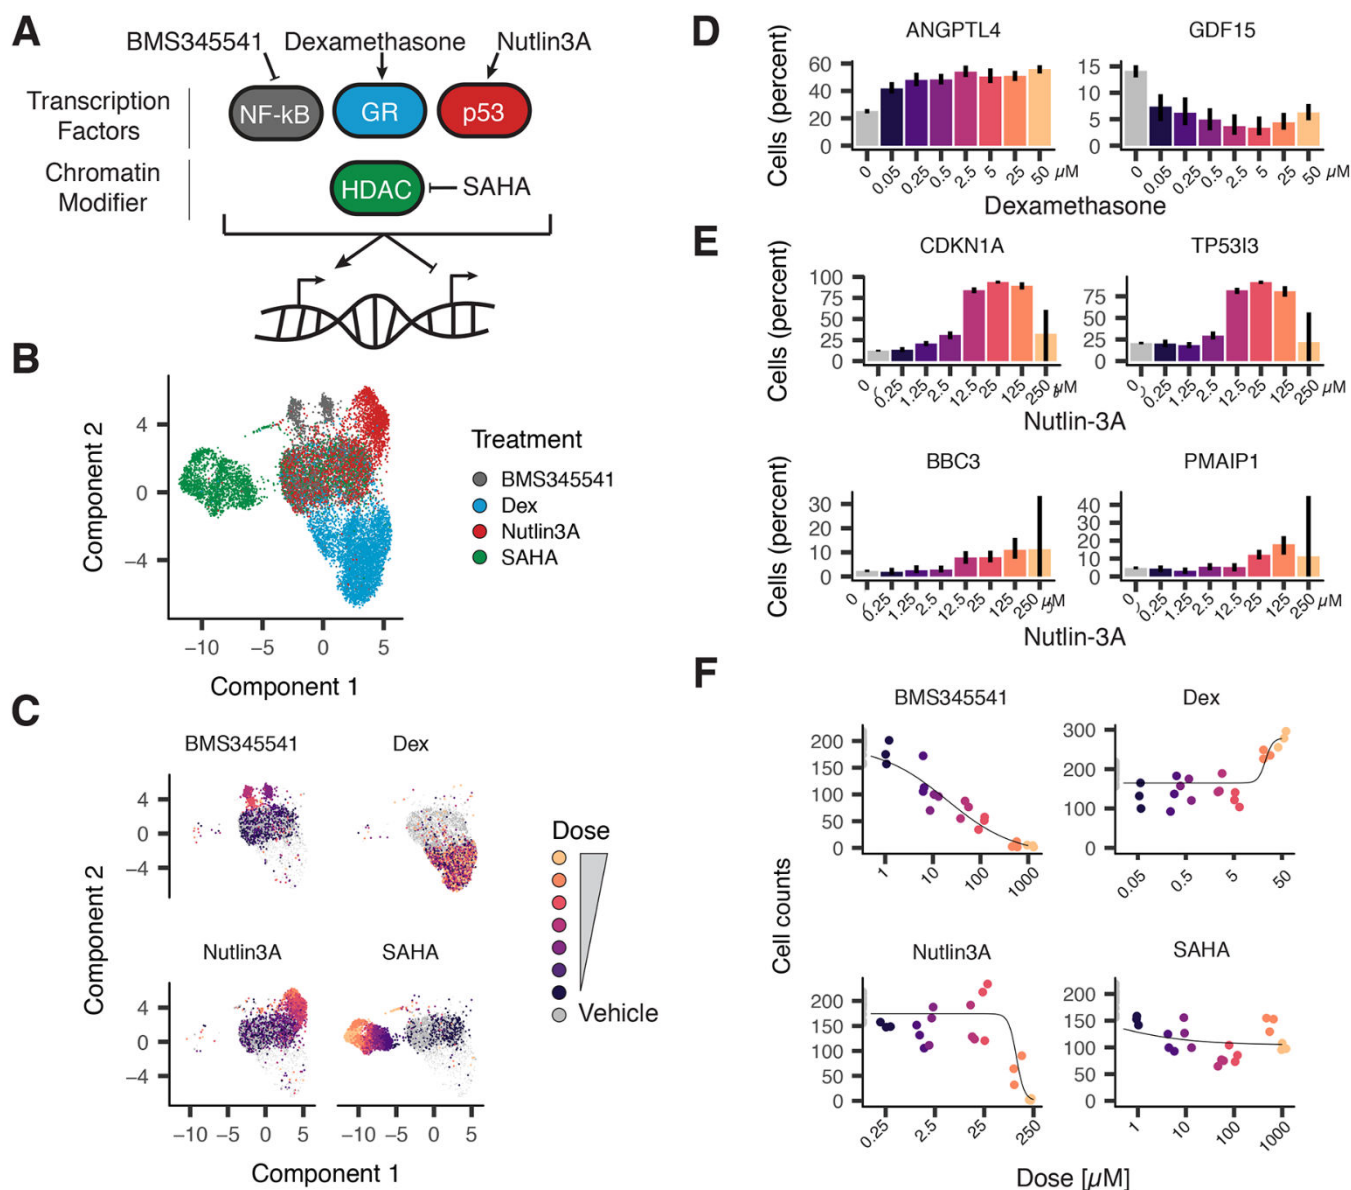 A
BMS345541 Dexamethasone Nutlin3A
Transcription
Factors
NF-kB GR p53
Chromatin
Modifier
HDAC SAHA
B
Component 2
4
0
−4
−10 −5 0 5
Component 1
Treatment
BMS345541
Dex
Nutlin3A
SAHA
C
BMS345541 Dex
Component 2
4
0
−4
Nutlin3A SAHA
4
0
−4
−10 −5 0 5 −10 −5 0 5
Component 1
Dose
Vehicle
D
ANGPTL4 GDF15
Cells (percent)
60
40
20
0
0 0.05 0.25 0.5 2.5 5 25 50 µM
15
10
5
0
0 0.05 0.25 0.5 2.5 5 25 50 µM
Dexamethasone
E
CDKN1A TP53I3
Cells (percent)
100
75
50
25
0
0 0.25 1.25 2.5 12.5 25 125 250 µM
75
50
25
0
0 0.25 1.25 2.5 12.5 25 125 250 µM
Nutlin-3A
BBC3 PMAIP1
Cells (percent)
30
20
10
0
0 0.25 1.25 2.5 12.5 25 125 250 µM
40
30
20
10
0
0 0.25 1.25 2.5 12.5 25 125 250 µM
Nutlin-3A
F
BMS345541 Dex
Cell counts
200
150
100
50
0
1 10 100 1000
300
200
100
0
0.05 0.5 5 50
Nutlin3A SAHA
200
150
100
50
0
0.25 2.5 25 250
200
150
100
50
0
1 10 100 1000
Dose [µM]